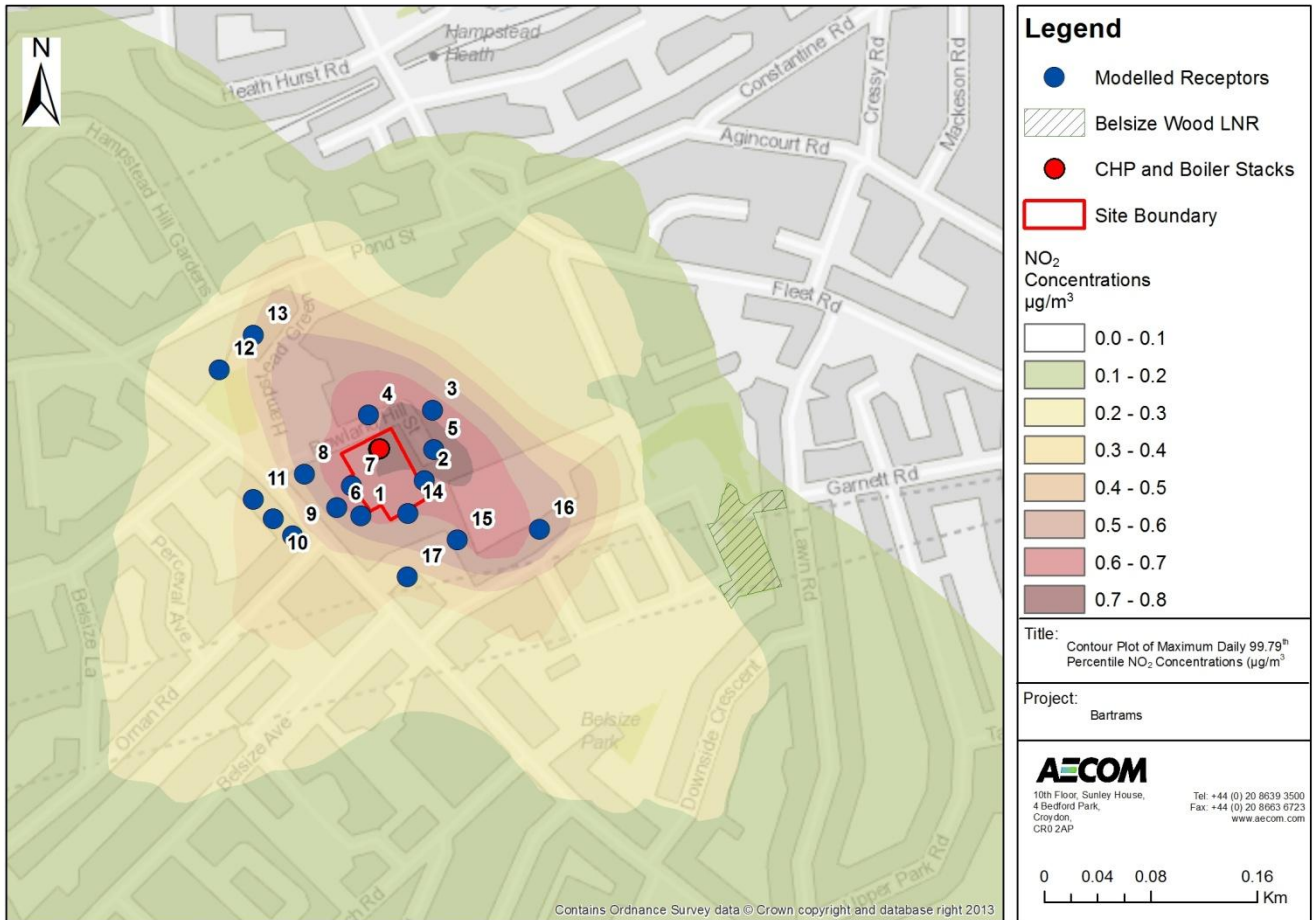 N
Hampstead
Heath
Heath Hurst Rd
Constantine Rd
Cressy Rd
Mackeson Rd
Agincourt Rd
Hampstead Hill Gardens
Pond St
Fleet Rd
Hampstead Green
Rowland Hill
St
13
12
4
3
5
2
8
7
11
6
1
14
9
15
16
10
17
Garnett Rd
Lawn Rd
Perceval Ave
Belsize La
Ornan Rd
Belsize Ave
Belsize
Park
Downside Crescent
Upper Park Rd
Contains Ordnance Survey data © Crown copyright and database right 2013
Legend
Modelled Receptors
Belsize Wood LNR
CHP and Boiler Stacks
Site Boundary
NO₂
Concentrations
µg/m³
0.0 - 0.1
0.1 - 0.2
0.2 - 0.3
0.3 - 0.4
0.4 - 0.5
0.5 - 0.6
0.6 - 0.7
0.7 - 0.8
Title:
Contour Plot of Maximum Daily 99.79th
Percentile NO₂ Concentrations (µg/m³
Project:
Bartrams
AECOM
10th Floor, Sunley House,
4 Bedford Park,
Croydon,
CR0 2AP
Tel: +44 (0) 20 8639 3500
Fax: +44 (0) 20 8663 6723
www.aecom.com
0 0.04 0.08 0.16
Km